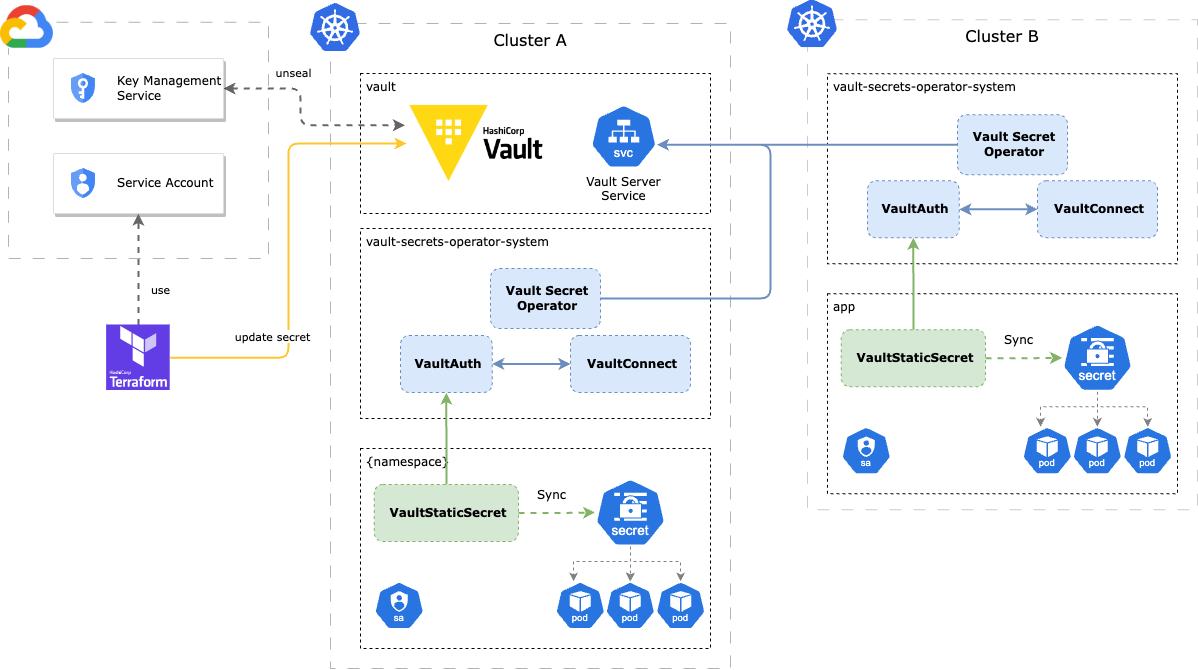 Key Management
Service
Service Account
use
HashiCorp
Terraform
update secret
unseal
Cluster A
vault
HashiCorp
Vault
svc
Vault Server
Service
vault-secrets-operator-system
Vault Secret
Operator
VaultAuth
VaultConnect
{namespace}
VaultStaticSecret
Sync
secret
sa
pod
pod
pod
Cluster B
vault-secrets-operator-system
Vault Secret
Operator
VaultAuth
VaultConnect
app
VaultStaticSecret
Sync
secret
sa
pod
pod
pod